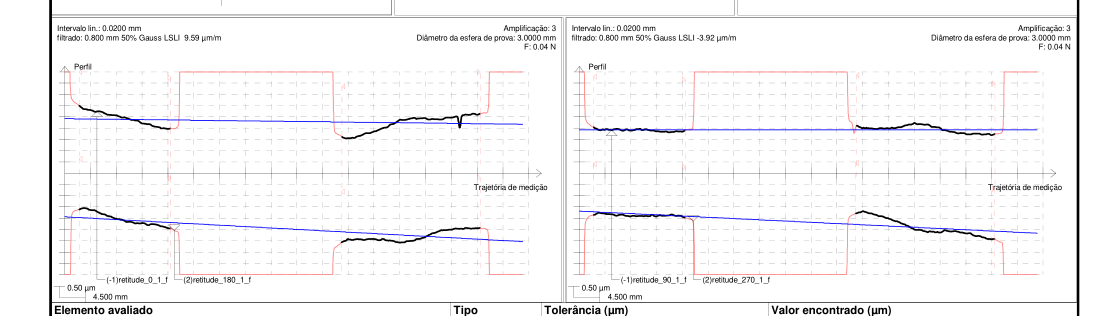 Intervalo lin.: 0.0200 mm
filtrado: 0.800 mm 50% Gauss LSLI 9.59 µm/m
Amplificação: 3
Diâmetro da esfera de prova: 3.0000 mm
F: 0.04 N
Perfil
Trajetória de medição
(-1)retitude_0_1_f
(2)retitude_180_1_f
0.50 µm
4.500 mm
Intervalo lin.: 0.0200 mm
filtrado: 0.800 mm 50% Gauss LSLI -3.92 µm/m
Amplificação: 3
Diâmetro da esfera de prova: 3.0000 mm
F: 0.04 N
Perfil
Trajetória de medição
(-1)retitude_90_1_f
(2)retitude_270_1_f
0.50 µm
4.500 mm
Elemento avaliado Tipo Tolerância (µm) Valor encontrado (µm)